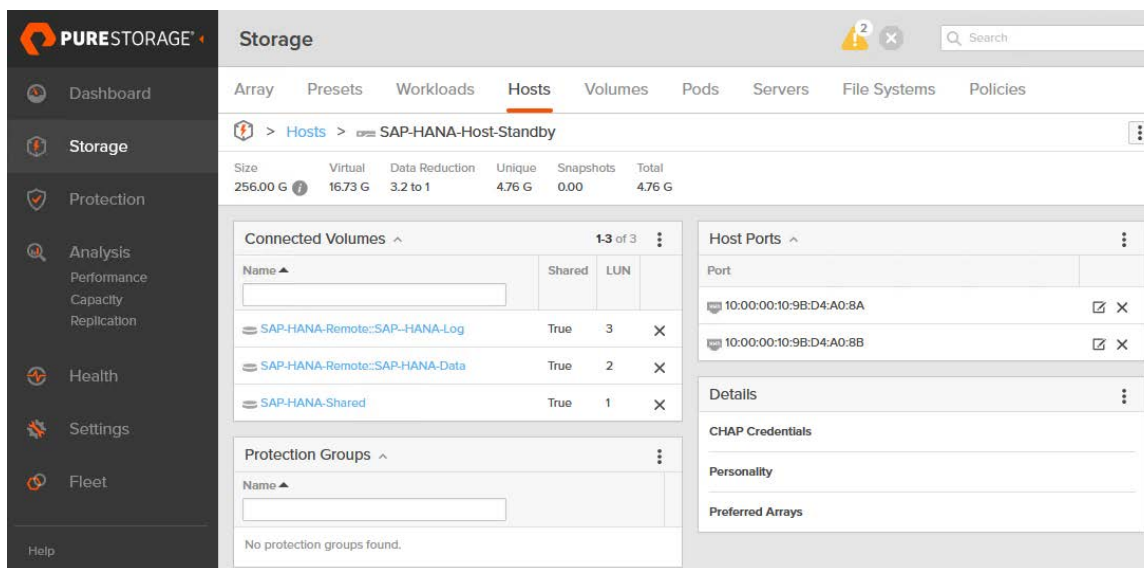 PURESTORAGE®
Storage
2
Search
Dashboard
Storage
Protection
Analysis
Performance
Capacity
Replication
Health
Settings
Fleet
Help
Array Presets Workloads Hosts Volumes Pods Servers File Systems Policies
> Hosts > SAP-HANA-Host-Standby
Size Virtual Data Reduction Unique Snapshots Total
256.00 G 16.73 G 3.2 to 1 4.76 G 0.00 4.76 G
Connected Volumes 1-3 of 3
Name Shared LUN
SAP-HANA-Remote::SAP--HANA-Log True 3
SAP-HANA-Remote::SAP-HANA-Data True 2
SAP-HANA-Shared True 1
Protection Groups
Name
No protection groups found.
Host Ports
Port
10:00:00:10:9B:D4:A0:8A
10:00:00:10:9B:D4:A0:8B
Details
CHAP Credentials
Personality
Preferred Arrays